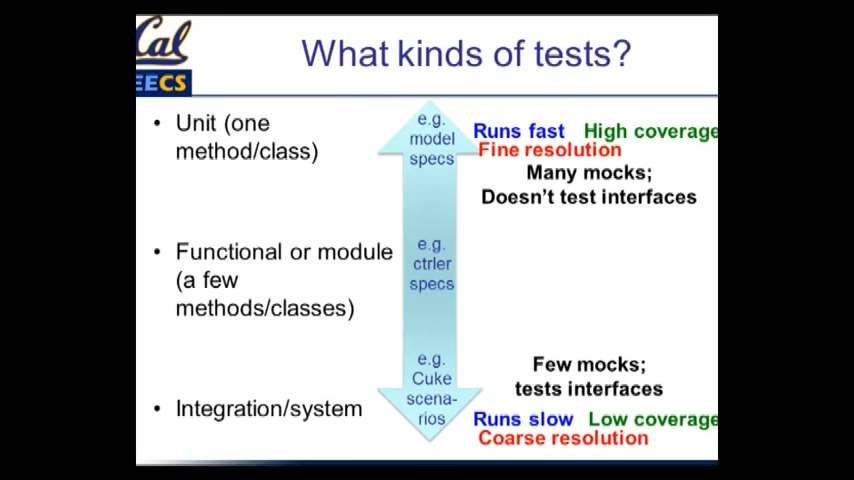 Cal
EECS
What kinds of tests?
• Unit (one
method/class)
e.g.
model
specs
Runs fast High coverage
Fine resolution
Many mocks;
Doesn't test interfaces
• Functional or module
(a few
methods/classes)
e.g.
ctrler
specs
• Integration/system
e.g.
Cuke
scena-
rios
Few mocks;
tests interfaces
Runs slow Low coverage
Coarse resolution